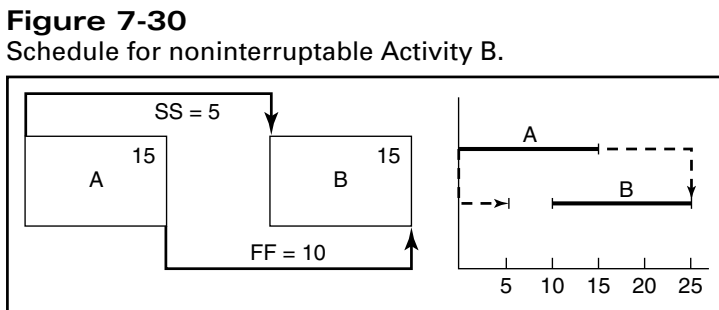 Figure 7-30
Schedule for noninterruptable Activity B.
SS = 5
15
A
15
B
FF = 10
A
B
5 10 15 20 25